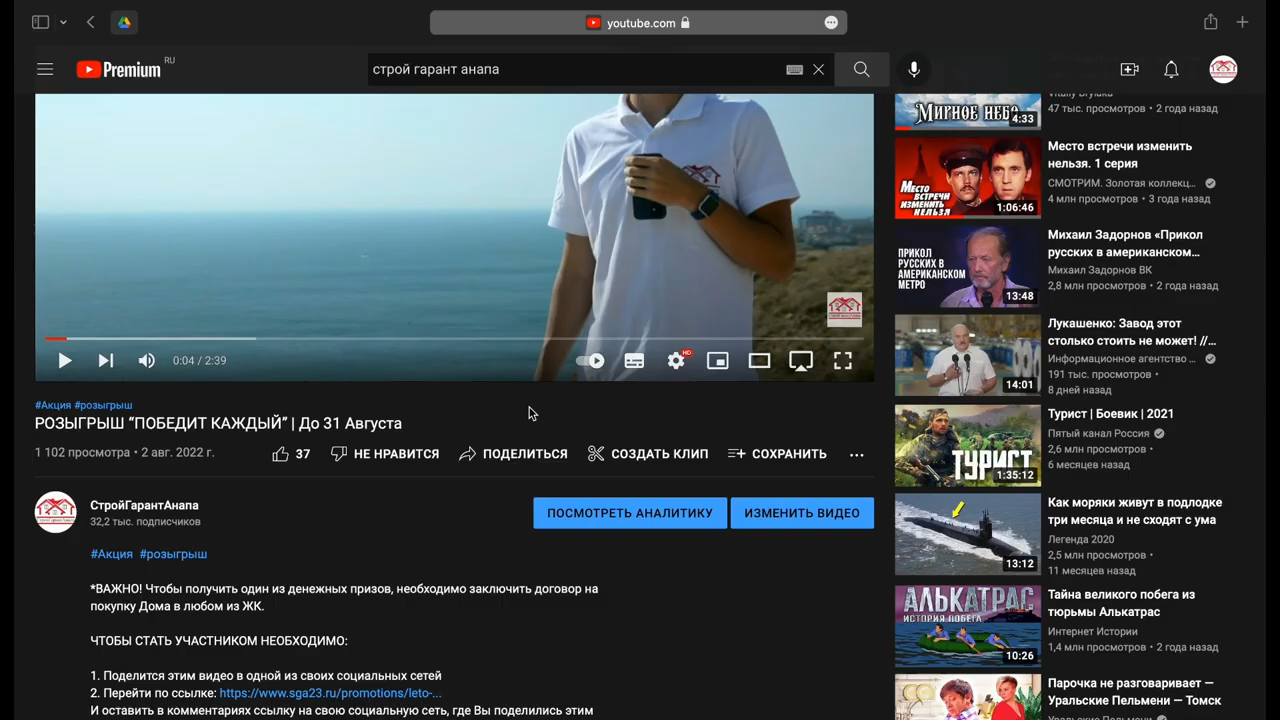 youtube.com
Premium RU
строй гарант анапа
0:04 / 2:39
HD
#Акция #розыгрыш
РОЗЫГРЫШ “ПОБЕДИТ КАЖДЫЙ” | До 31 Августа
1 102 просмотра • 2 авг. 2022 г.
37
НЕ НРАВИТСЯ
ПОДЕЛИТЬСЯ
СОЗДАТЬ КЛИП
СОХРАНИТЬ
СтройГарантАнапа
32,2 тыс. подписчиков
ПОСМОТРЕТЬ АНАЛИТИКУ
ИЗМЕНИТЬ ВИДЕО
#Акция #розыгрыш
*ВАЖНО! Чтобы получить один из денежных призов, необходимо заключить договор на
покупку Дома в любом из ЖК.
ЧТОБЫ СТАТЬ УЧАСТНИКОМ НЕОБХОДИМО:
1. Поделится этим видео в одной из своих социальных сетей
2. Перейти по ссылке: https://www.sga23.ru/promotions/leto-...
И оставить в комментариях ссылку на свою социальную сеть, где Вы поделились этим
МИРНОЕ НЕБО
4:33
47 тыс. просмотров • 2 года назад
МЕСТО ВСТРЕЧИ ИЗМЕНИТЬ НЕЛЬЗЯ
1:06:46
Место встречи изменить
нельзя. 1 серия
СМОТРИМ. Золотая коллекц...
4 млн просмотров • 3 года назад
ПРИКОЛ
РУССКИХ В
АМЕРИКАНСКОМ
МЕТРО
13:48
Михаил Задорнов «Прикол
русских в американском…
Михаил Задорнов ВК
2,8 млн просмотров • 2 года назад
14:01
Лукашенко: Завод этот
столько стоить не может! //…
Информационное агентство ...
191 тыс. просмотров •
8 дней назад
ТУРИСТ
1:35:12
Турист | Боевик | 2021
Пятый канал Россия
2,6 млн просмотров •
6 месяцев назад
13:12
Как моряки живут в подлодке
три месяца и не сходят с ума
Легенда 2020
2,5 млн просмотров •
11 месяцев назад
АЛЬКАТРАС
ИСТОРИЯ ПОБЕГА
10:26
Тайна великого побега из
тюрьмы Алькатрас
Интернет Истории
1,4 млн просмотров • 2 года назад
Парочка не разговаривает —
Уральские Пельмени — Томск
Уральские Пельмени